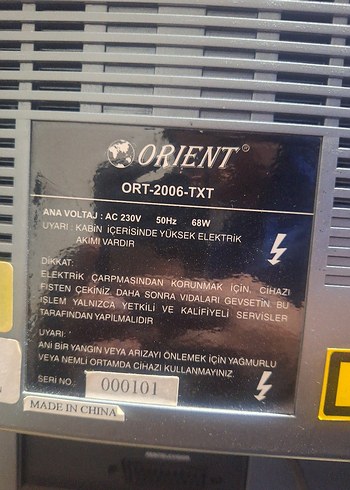 ORIENT®
ORT-2006-TXT
ANA VOLTAJ : AC 230V 50Hz 68W
UYARI : KABİN İÇERİSİNDE YÜKSEK ELEKTRİK
AKIMI VARDIR
DİKKAT:
ELEKTRİK ÇARPMASINDAN KORUNMAK İÇİN, CİHAZI
FİSTEN ÇEKİNİZ. DAHA SONRA VİDALARI GEVSETİN. BU
İŞLEM YALNIZCA YETKİLİ VE KALİFİYELİ SERVİSLER
TARAFINDAN YAPILMALIDIR
UYARI:
ANİ BİR YANGIN VEYA ARIZAYI ÖNLEMEK İÇİN YAĞMURLU
VEYA NEMLİ ORTAMDA CİHAZI KULLANMAYINIZ.
SERİ NO.: 000101
MADE IN CHINA